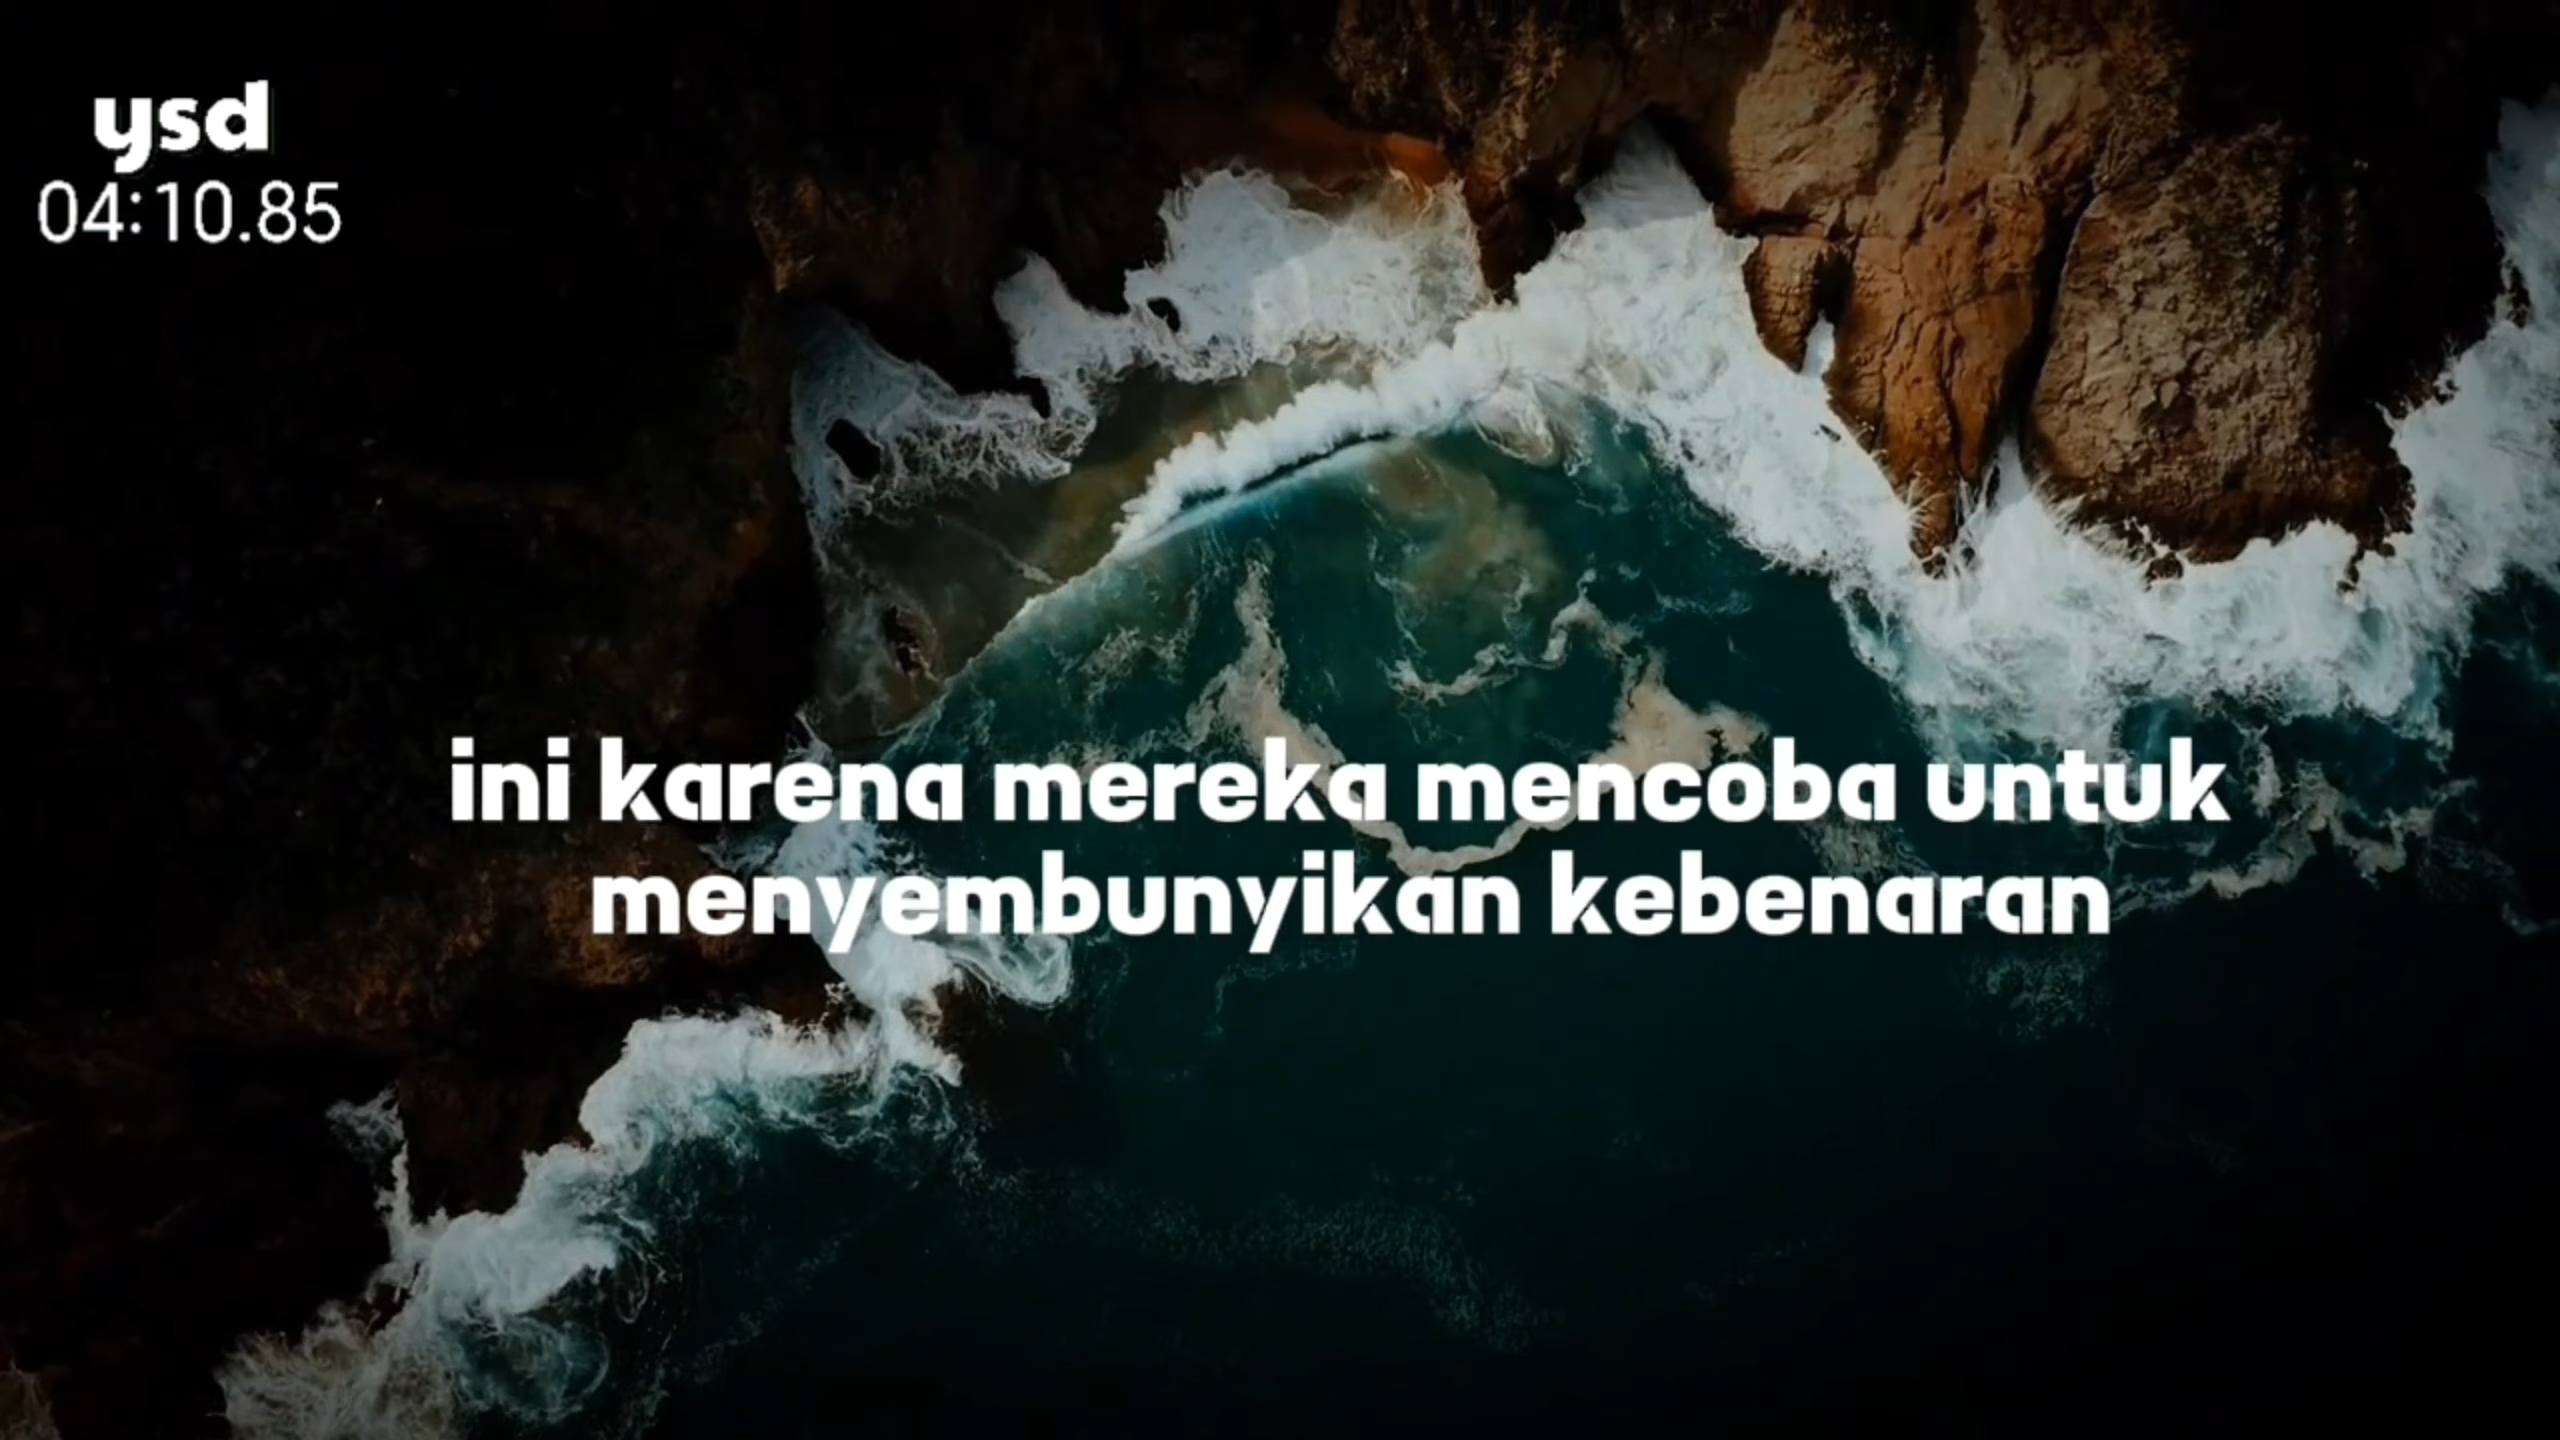 ysd
04:10.85
ini karena mereka mencoba untuk
menyembunyikan kebenaran